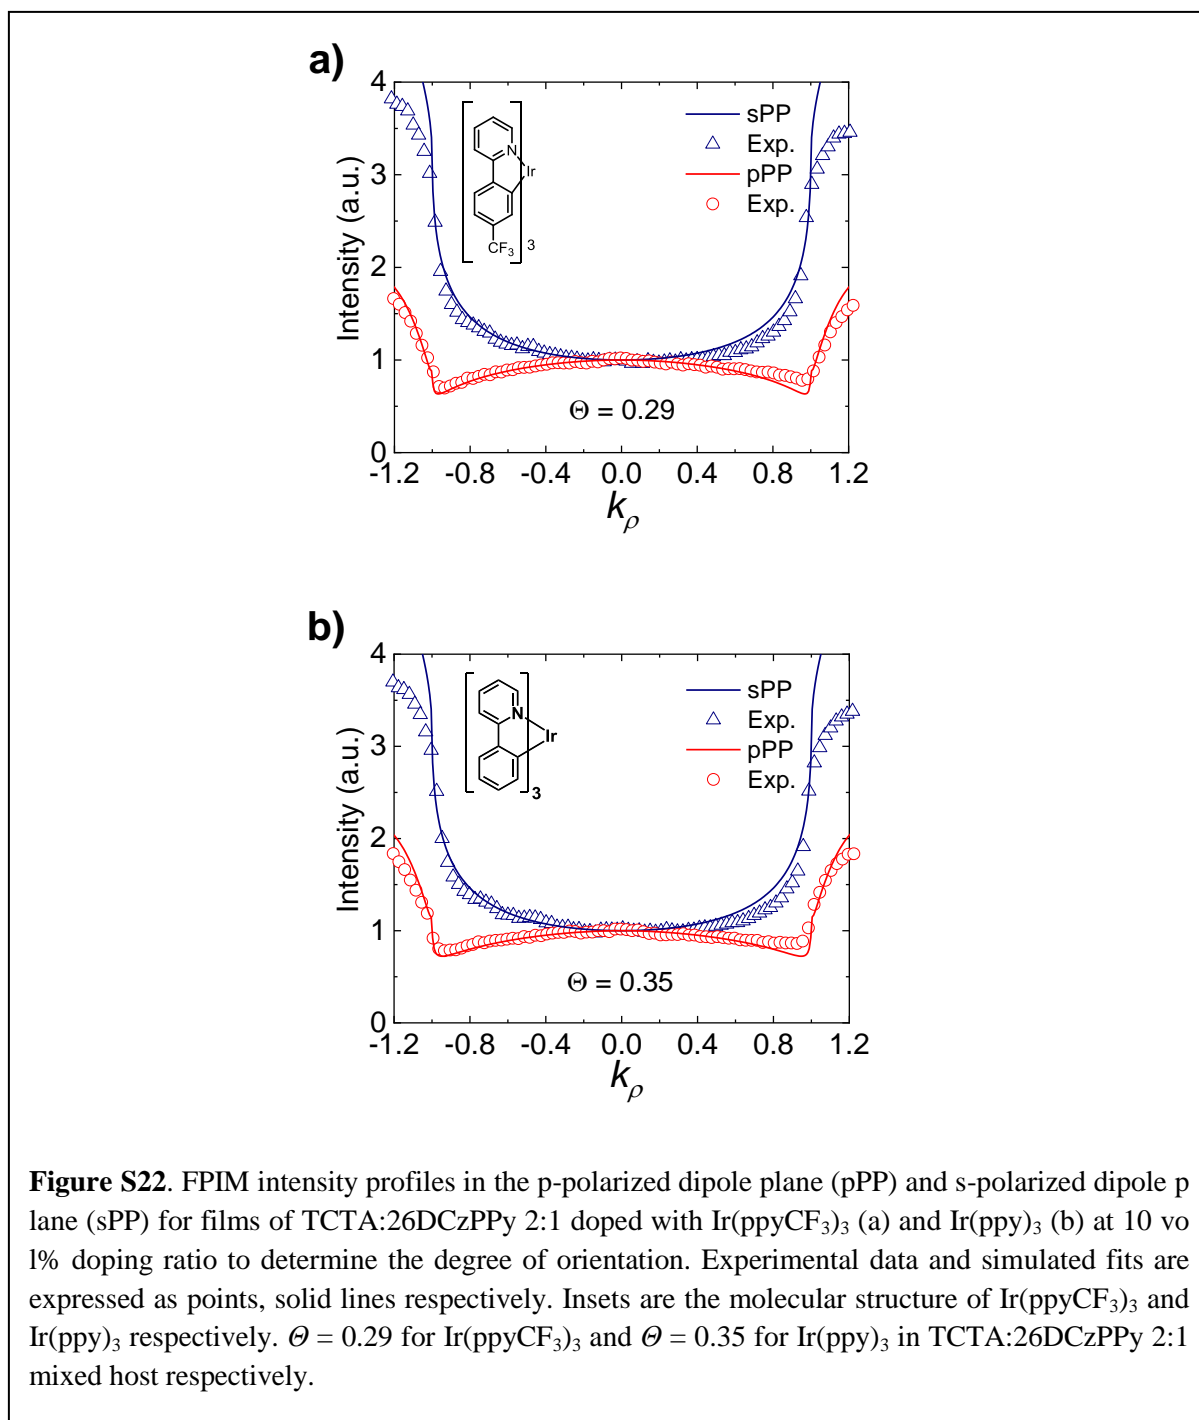 a)
4
3
2
1
0
Intensity (a.u.)
N
Ir
CF3
3
sPP
Exp.
pPP
Exp.
Θ = 0.29
-1.2 -0.8 -0.4 0.0 0.4 0.8 1.2
kρ
b)
4
3
2
1
0
Intensity (a.u.)
N
Ir
3
sPP
Exp.
pPP
Exp.
Θ = 0.35
-1.2 -0.8 -0.4 0.0 0.4 0.8 1.2
kρ
Figure S22. FPIM intensity profiles in the p-polarized dipole plane (pPP) and s-polarized dipole p
lane (sPP) for films of TCTA:26DCzPPy 2:1 doped with Ir(ppyCF3)3 (a) and Ir(ppy)3 (b) at 10 vo
l% doping ratio to determine the degree of orientation. Experimental data and simulated fits are
expressed as points, solid lines respectively. Insets are the molecular structure of Ir(ppyCF3)3 and
Ir(ppy)3 respectively. Θ = 0.29 for Ir(ppyCF3)3 and Θ = 0.35 for Ir(ppy)3 in TCTA:26DCzPPy 2:1
mixed host respectively.